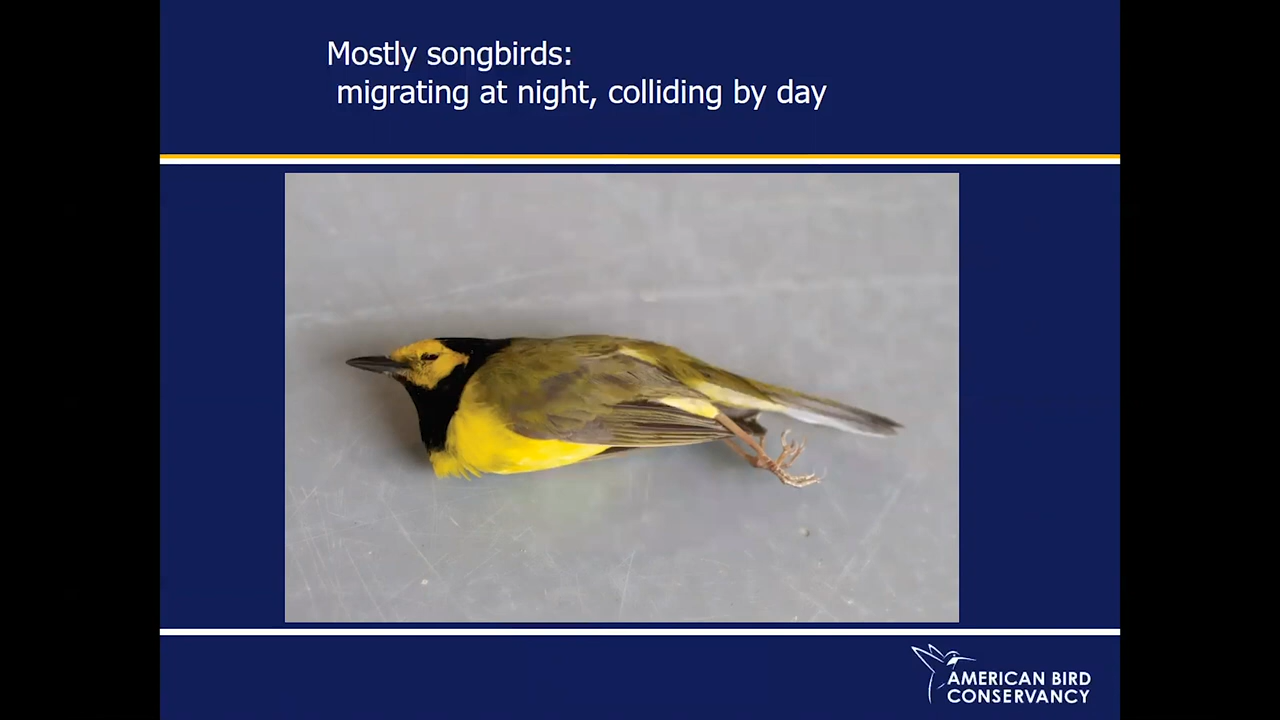 Mostly songbirds:
migrating at night, colliding by day
AMERICAN BIRD
CONSERVANCY